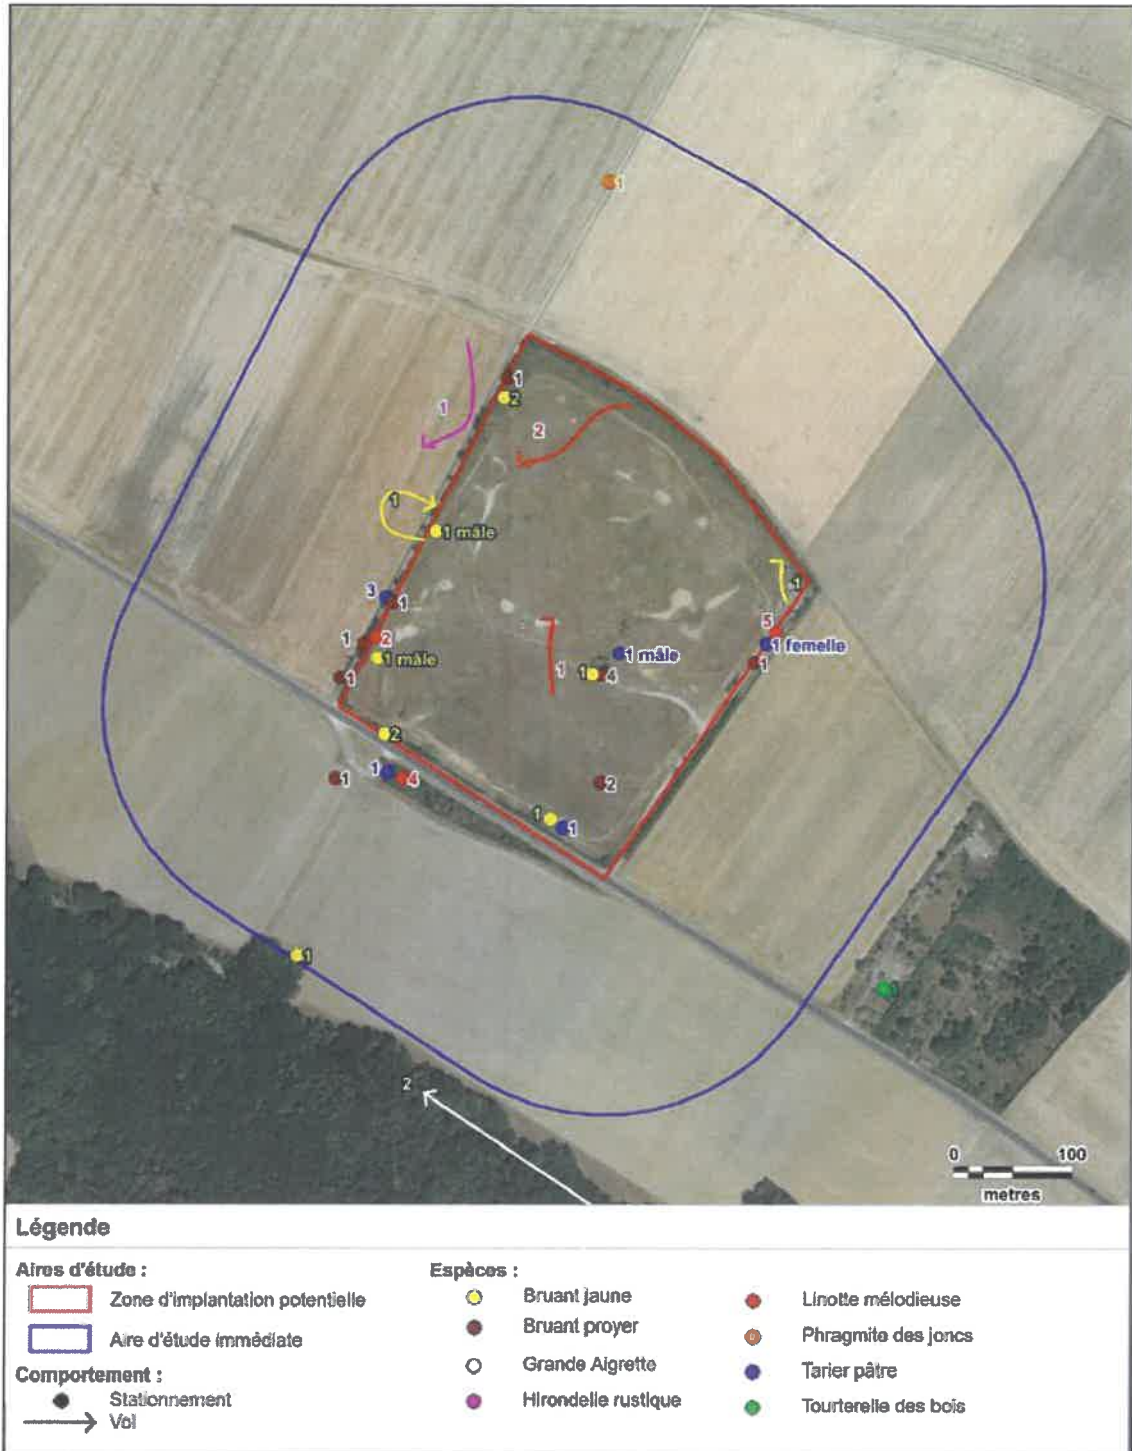 1
1
2
1
2
1
1 mâle
1
3
1
5
1 femelle
1
2
1 mâle
1 mâle
1
4
1
1
2
1
1
4
2
1
1
1
1
2
0 100
metres
Légende
Aires d'étude :
Zone d'implantation potentielle
Aire d'étude immédiate
Comportement :
Stationnement
Vol
Espèces :
Bruant jaune
Bruant proyer
Grande Aigrette
Hirondelle rustique
Linotte mélodieuse
Phragmite des joncs
Tarier pâtre
Tourterelle des bois